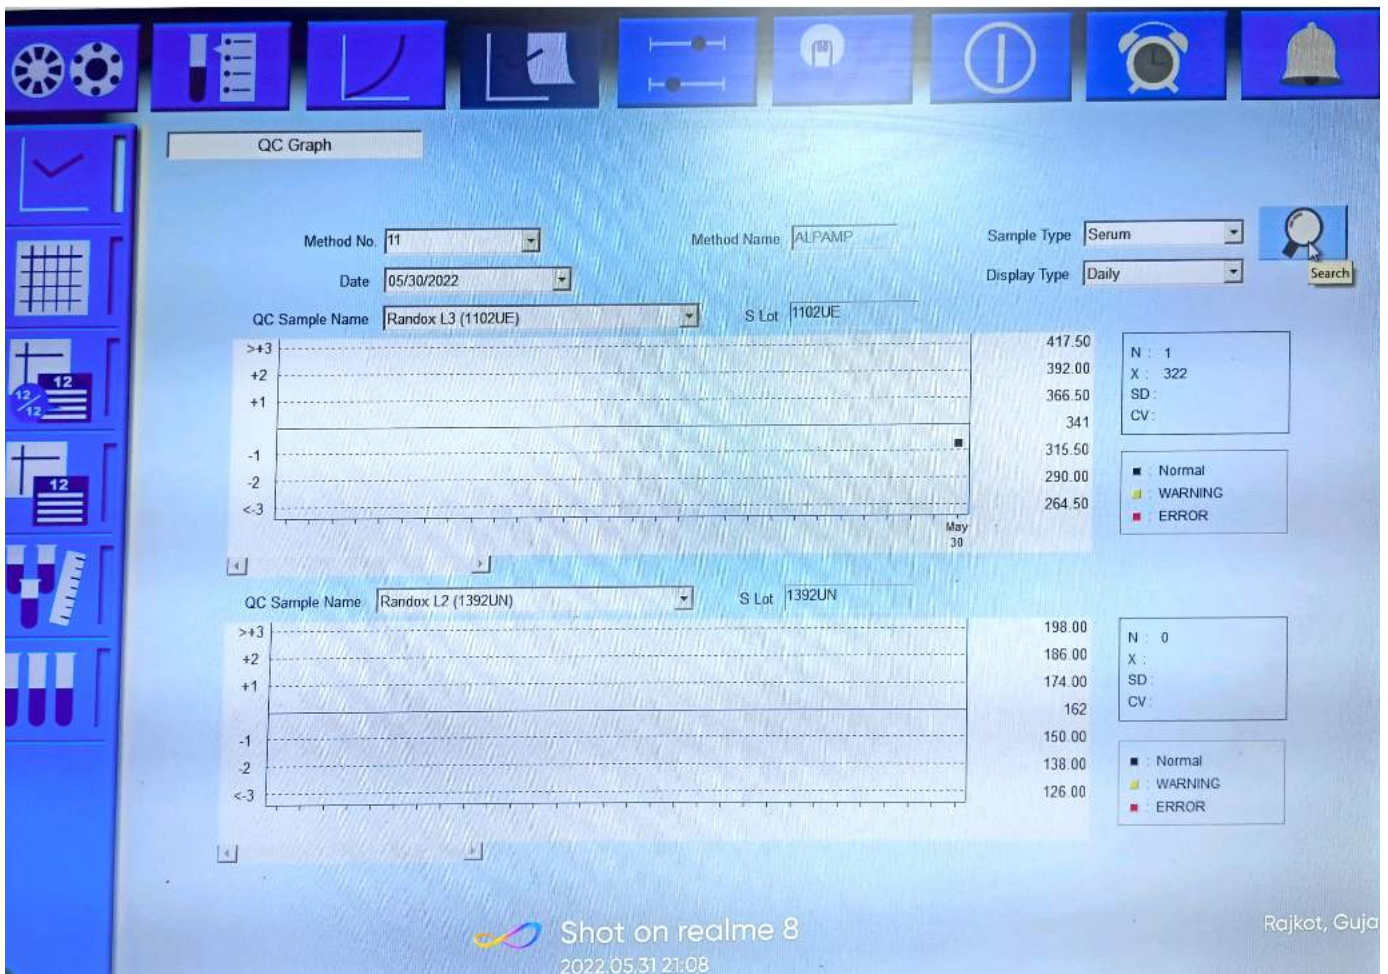 QC Graph
Method No. 11
Method Name ALPAMP
Sample Type Serum
Date 05/30/2022
Display Type Daily
Search
QC Sample Name Randox L3 (1102UE)
S Lot 1102UE
>+3
+2
+1
-1
-2
<-3
417.50
392.00
366.50
341
315.50
290.00
264.50
May
30
N : 1
X : 322
SD :
CV :
Normal
WARNING
ERROR
12
12/12
12
QC Sample Name Randox L2 (1392UN)
S Lot 1392UN
>+3
+2
+1
-1
-2
<-3
198.00
186.00
174.00
162
150.00
138.00
126.00
N : 0
X :
SD :
CV :
: Normal
: WARNING
: ERROR
Shot on realme 8
2022.05.31 21:08
Rajkot, Guja